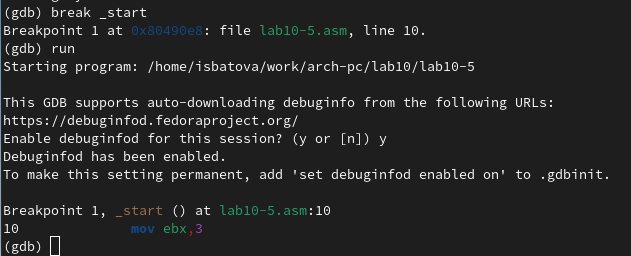 (gdb) break _start
Breakpoint 1 at 0x80490e8: file lab10-5.asm, line 10.
(gdb) run
Starting program: /home/isbatova/work/arch-pc/lab10/lab10-5
This GDB supports auto-downloading debuginfo from the following URLs:
https://debuginfod.fedoraproject.org/
Enable debuginfod for this session? (y or [n]) y
Debuginfod has been enabled.
To make this setting permanent, add 'set debuginfod enabled on' to .gdbinit.
Breakpoint 1, _start () at lab10-5.asm:10
10 mov ebx,3
(gdb)